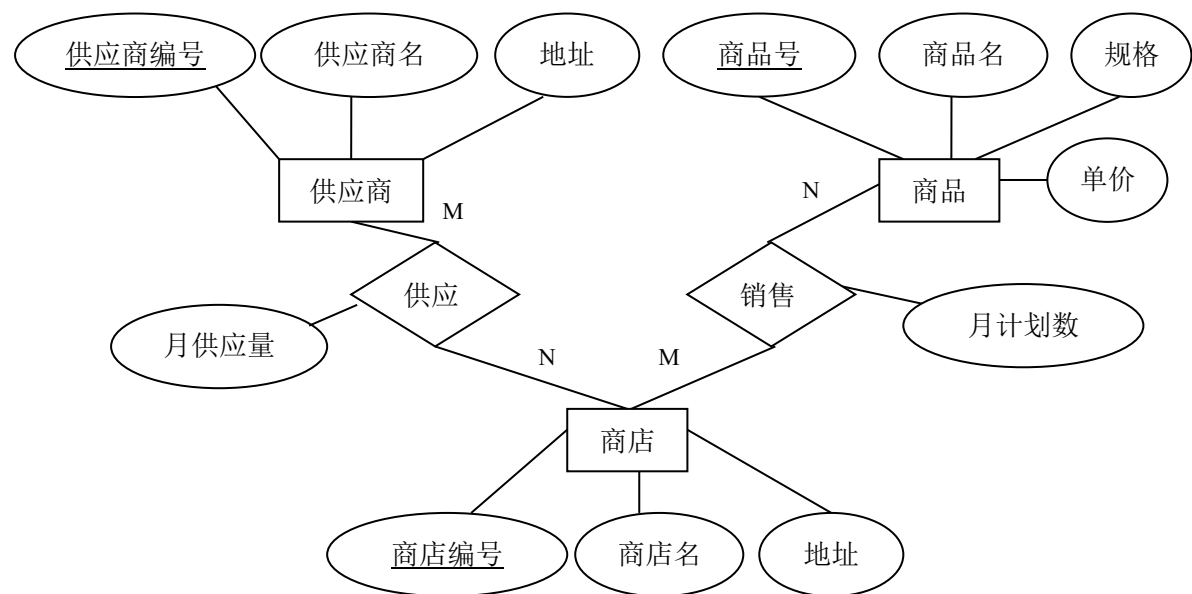 供应商编号 供应商名 地址 商品号 商品名 规格
供应商 商品 单价
M N
供应 销售
月供应量 月计划数
N M
商店
商店编号 商店名 地址